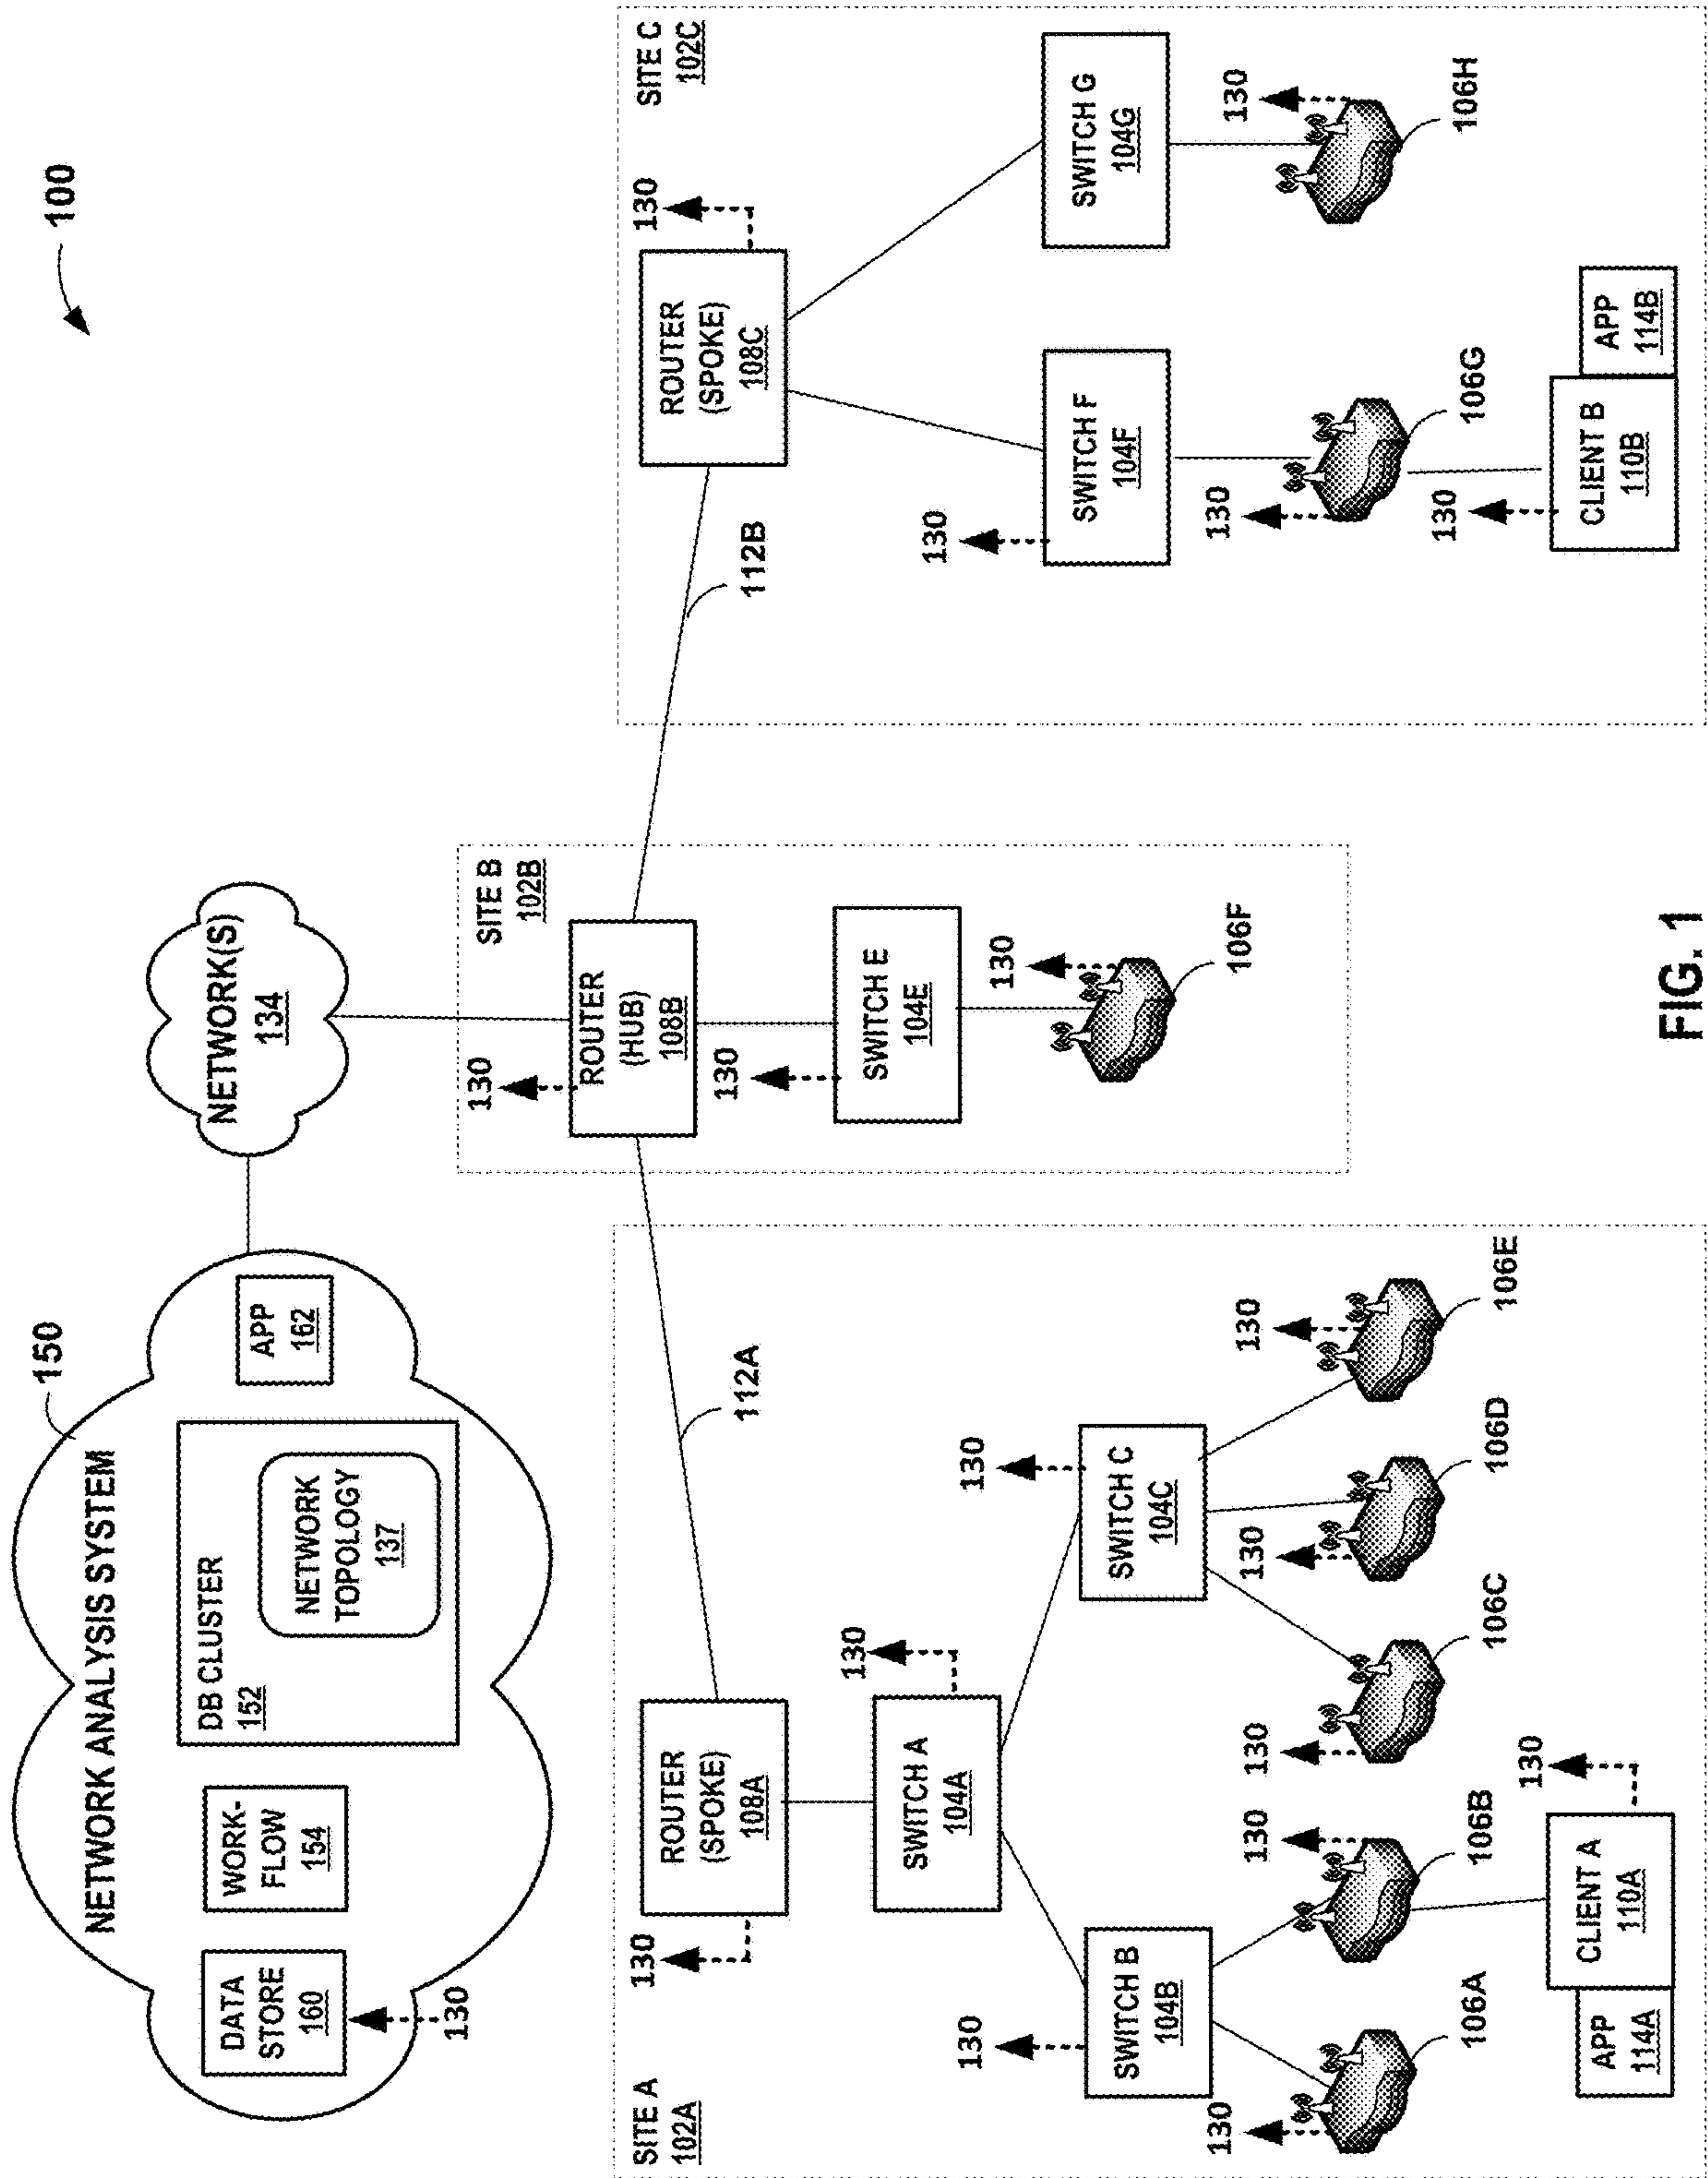 100
150
NETWORK ANALYSIS SYSTEM
DATA
STORE
160
130
WORK-
FLOW
154
DB CLUSTER
152
NETWORK
TOPOLOGY
137
APP
162
NETWORK(S)
134
SITE A
102A
130
ROUTER
(SPOKE)
108A
112A
SWITCH A
104A
130
130
SWITCH B
104B
130
SWITCH C
104C
130
106A
130
106B
130
106C
130
106D
130
106E
APP
114A
CLIENT A
110A
130
SITE B
102B
130
ROUTER
(HUB)
108B
130
SWITCH E
104E
130
106F
112B
SITE C
102C
ROUTER
(SPOKE)
108C
130
130
SWITCH F
104F
SWITCH G
104G
130
106G
130
106H
130
CLIENT B
110B
APP
114B
FIG. 1